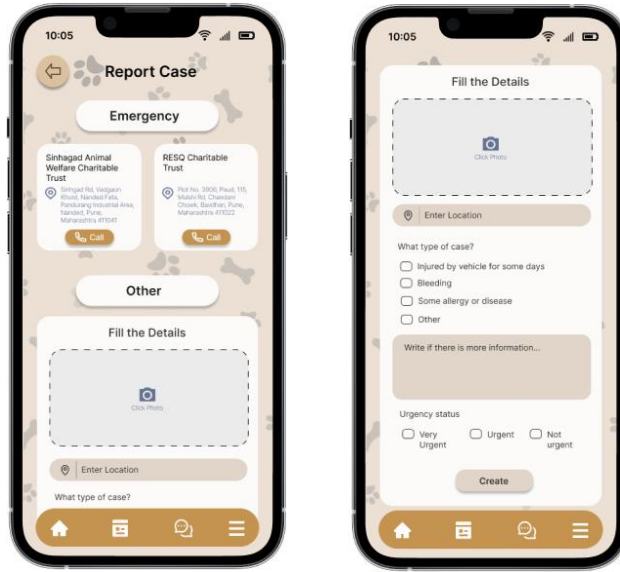 10:05
Report Case
Emergency
Sinhagad Animal
Welfare Charitable
Trust
Sinhgad Rd, Vadgaon
Khurd, Nanded Fata,
Pandurang Industrial Area,
Nanded, Pune,
Maharashtra 411041
Call
RESQ Charitable
Trust
Plot No. 3906, Paud, 115,
Mulshi Rd, Chandani
Chowk, Bavdhan, Pune,
Maharashtra 411022
Call
Other
Fill the Details
Click Photo
Enter Location
What type of case?
10:05
Fill the Details
Click Photo
Enter Location
What type of case?
Injured by vehicle for some days
Bleeding
Some allergy or disease
Other
Write if there is more information...
Urgency status
Very
Urgent
Urgent
Not
urgent
Create